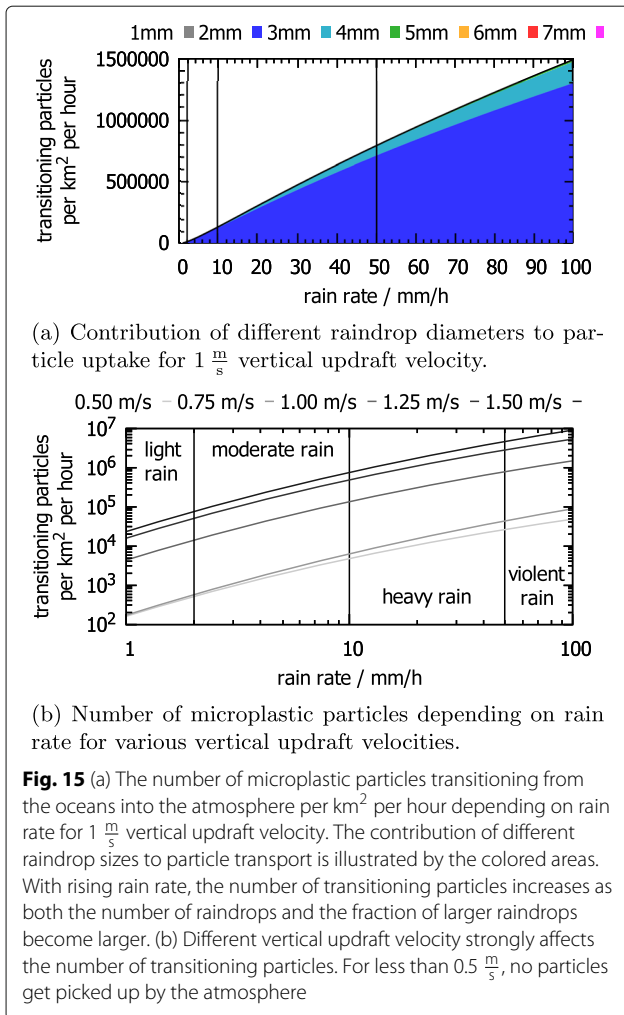 1mm 2mm 3mm 4mm 5mm 6mm 7mm
1500000
1000000
500000
0
transitioning particles
per km² per hour
0 10 20 30 40 50 60 70 80 90 100
rain rate / mm/h
(a) Contribution of different raindrop diameters to par-
ticle uptake for 1 m/s vertical updraft velocity.
0.50 m/s 0.75 m/s 1.00 m/s 1.25 m/s 1.50 m/s
10⁷
10⁶
10⁵
10⁴
10³
10²
transitioning particles
per km² per hour
light
rain
moderate rain
heavy rain
violent
rain
1 10 100
rain rate / mm/h
(b) Number of microplastic particles depending on rain
rate for various vertical updraft velocities.
Fig. 15 (a) The number of microplastic particles transitioning from
the oceans into the atmosphere per km² per hour depending on rain
rate for 1 m/s vertical updraft velocity. The contribution of different
raindrop sizes to particle transport is illustrated by the colored areas.
With rising rain rate, the number of transitioning particles increases as
both the number of raindrops and the fraction of larger raindrops
become larger. (b) Different vertical updraft velocity strongly affects
the number of transitioning particles. For less than 0.5 m/s, no particles
get picked up by the atmosphere